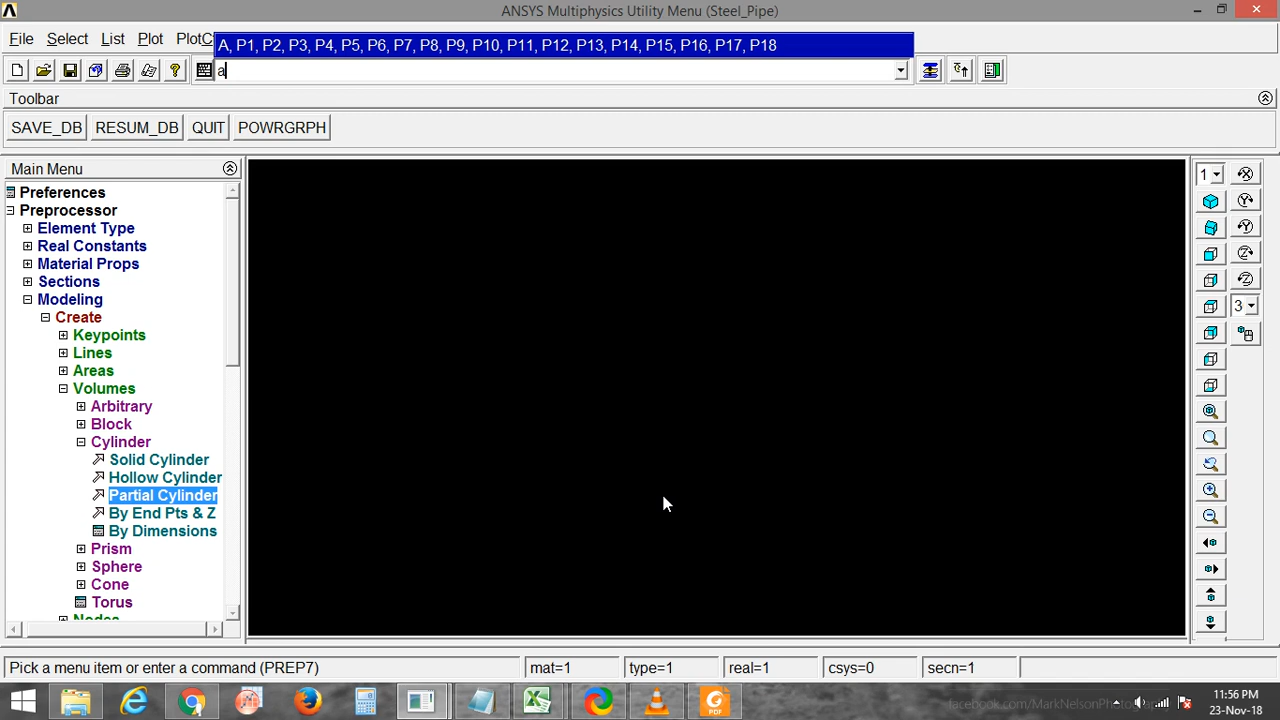 ANSYS Multiphysics Utility Menu (Steel_Pipe)
File Select List Plot PlotC
A, P1, P2, P3, P4, P5, P6, P7, P8, P9, P10, P11, P12, P13, P14, P15, P16, P17, P18
a
Toolbar
SAVE_DB RESUM_DB QUIT POWRGRPH
Main Menu
Preferences
Preprocessor
Element Type
Real Constants
Material Props
Sections
Modeling
Create
Keypoints
Lines
Areas
Volumes
Arbitrary
Block
Cylinder
Solid Cylinder
Hollow Cylinder
Partial Cylinder
By End Pts & Z
By Dimensions
Prism
Sphere
Cone
Torus
Nodes
1
3
Pick a menu item or enter a command (PREP7) mat=1 type=1 real=1 csys=0 secn=1
PDF
11:56 PM
23-Nov-18